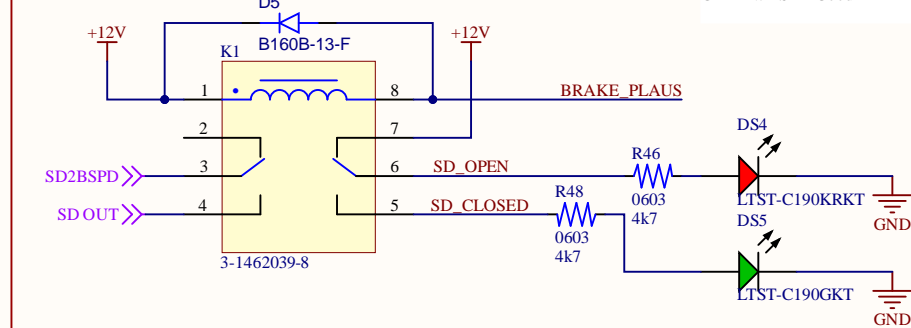 D5
B160B-13-F
+12V
+12V
K1
1
8
BRAKE_PLAUS
2
7
DS4
SD2BSPD
3
6
SD_OPEN
R46
0603
4k7
LTST-C190KRKT
GND
SD OUT
4
5
SD_CLOSED
R48
0603
4k7
DS5
LTST-C190GKT
GND
3-1462039-8